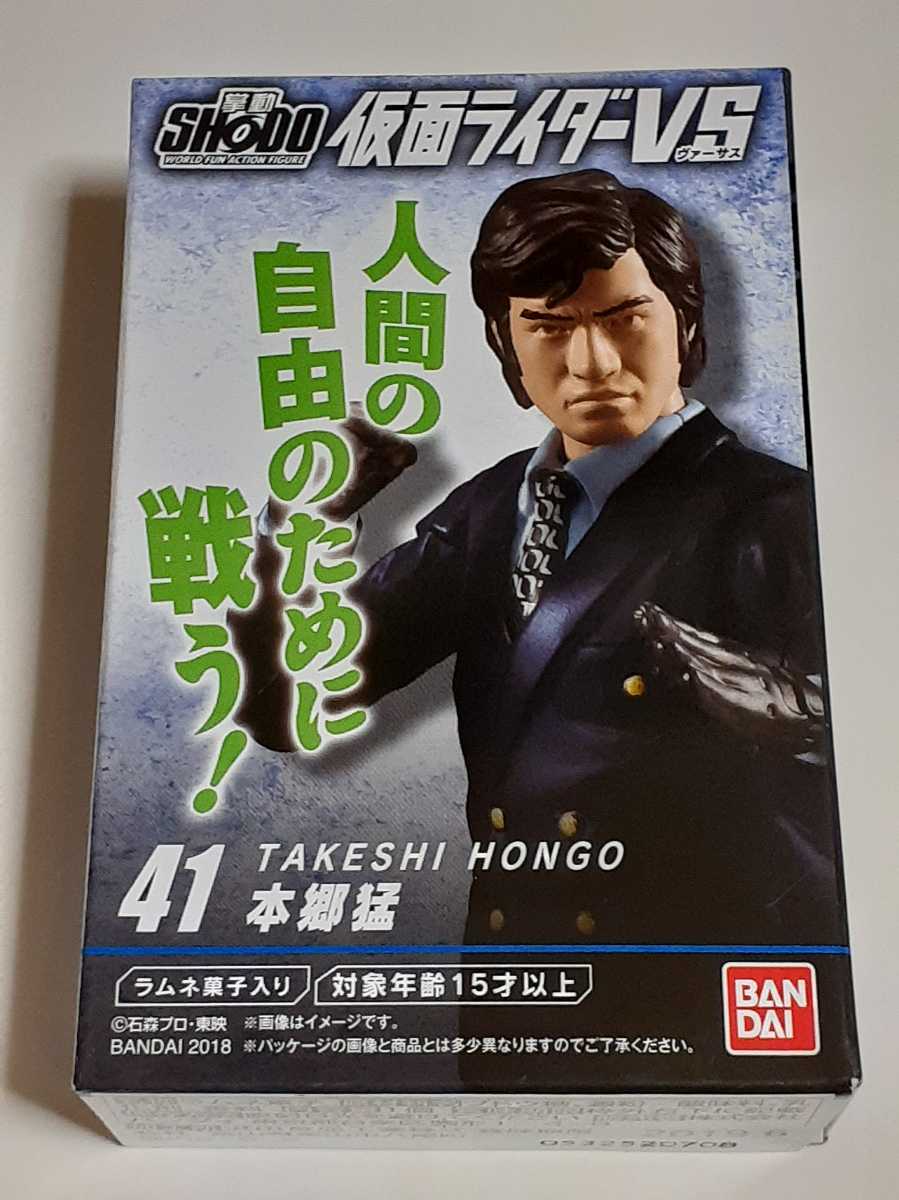 掌動
SHODO
WORLD FUN ACTION FIGURE
仮面ライダーVS
ヴァーサス
人間の
自由のために
戦う!
41
TAKESHI HONGO
本郷猛
ラムネ菓子入り
対象年齢15才以上
BAN
DAI
©石森プロ・東映 ※画像はイメージです。
BANDAI 2018 ※パッケージの画像と商品とは多少異なりますのでご了承ください。